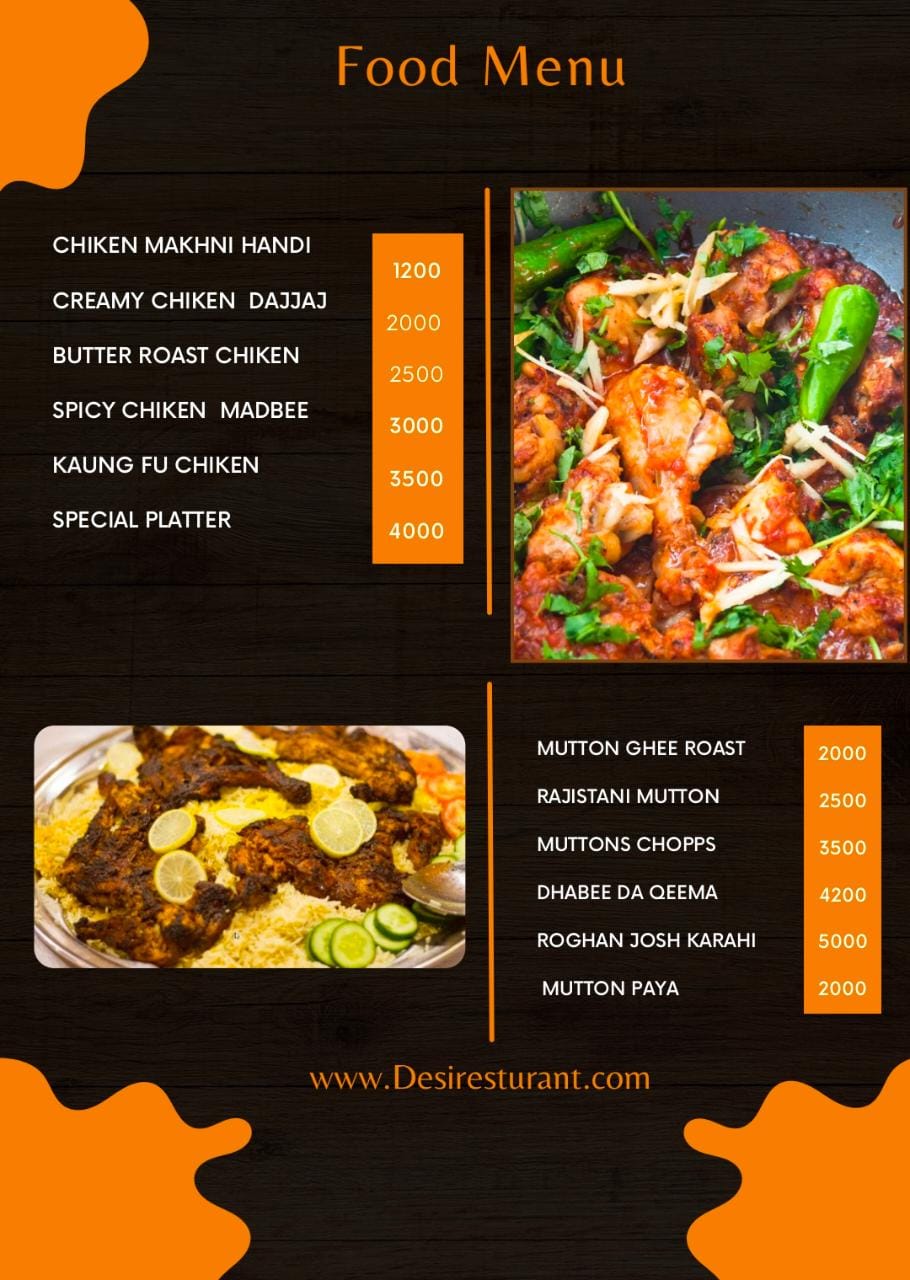 Food Menu
CHIKEN MAKHNI HANDI 1200
CREAMY CHIKEN DAJJAJ 2000
BUTTER ROAST CHIKEN 2500
SPICY CHIKEN MADBEE 3000
KAUNG FU CHIKEN 3500
SPECIAL PLATTER 4000
MUTTON GHEE ROAST 2000
RAJISTANI MUTTON 2500
MUTTONS CHOPPS 3500
DHABEE DA QEEMA 4200
ROGHAN JOSH KARAHI 5000
MUTTON PAYA 2000
www.Desiresturant.com